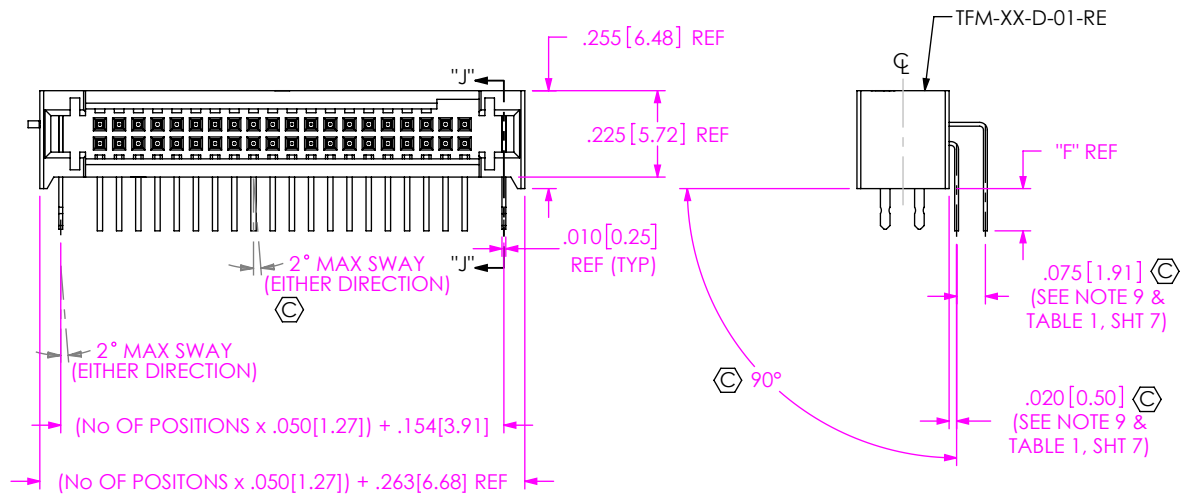 TFM-XX-D-01-RE
.255 [6.48] REF
℄
"J"
.225 [5.72] REF
"F" REF
.010 [0.25]
REF (TYP)
2° MAX SWAY
(EITHER DIRECTION)
"J"
C
.075 [1.91] C
(SEE NOTE 9 &
TABLE 1, SHT 7)
2° MAX SWAY
(EITHER DIRECTION)
C 90°
.020 [0.50] C
(SEE NOTE 9 &
TABLE 1, SHT 7)
(No OF POSITIONS x .050[1.27]) + .154[3.91]
(No OF POSITONS x .050[1.27]) + .263[6.68] REF